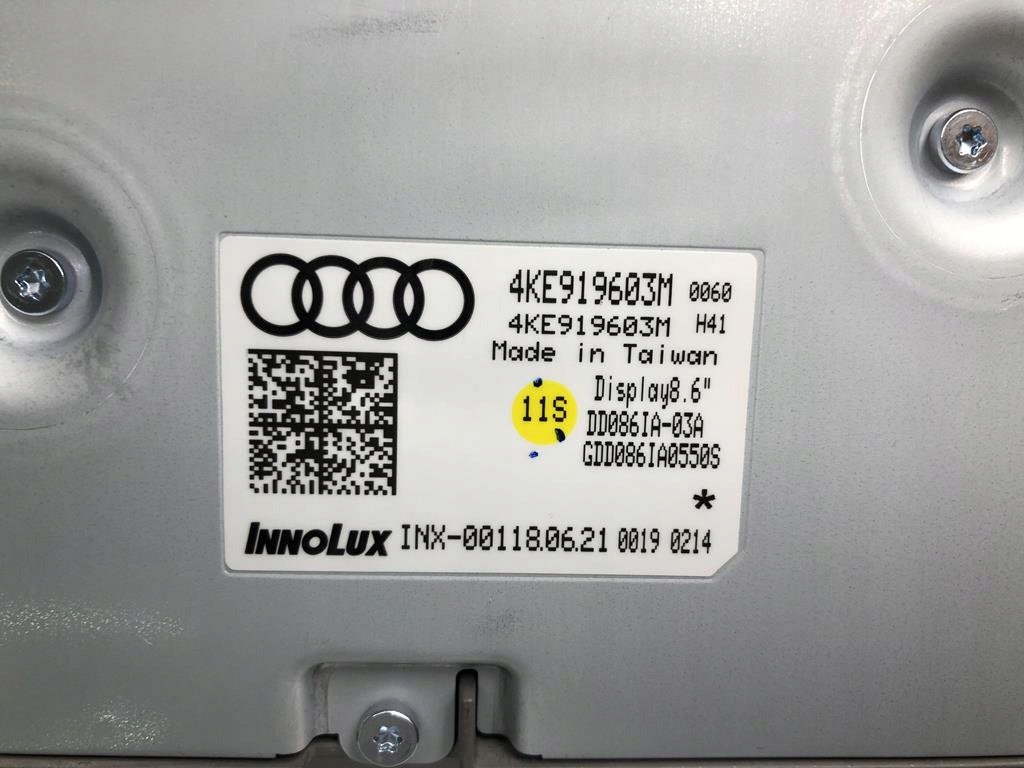 4KE919603M 0060
4KE919603M H41
Made in Taiwan
Display8.6"
11S
DD086IA-03A
GDD086IA0550S
*
INNOLUX INX-00118.06.21 0019 0214